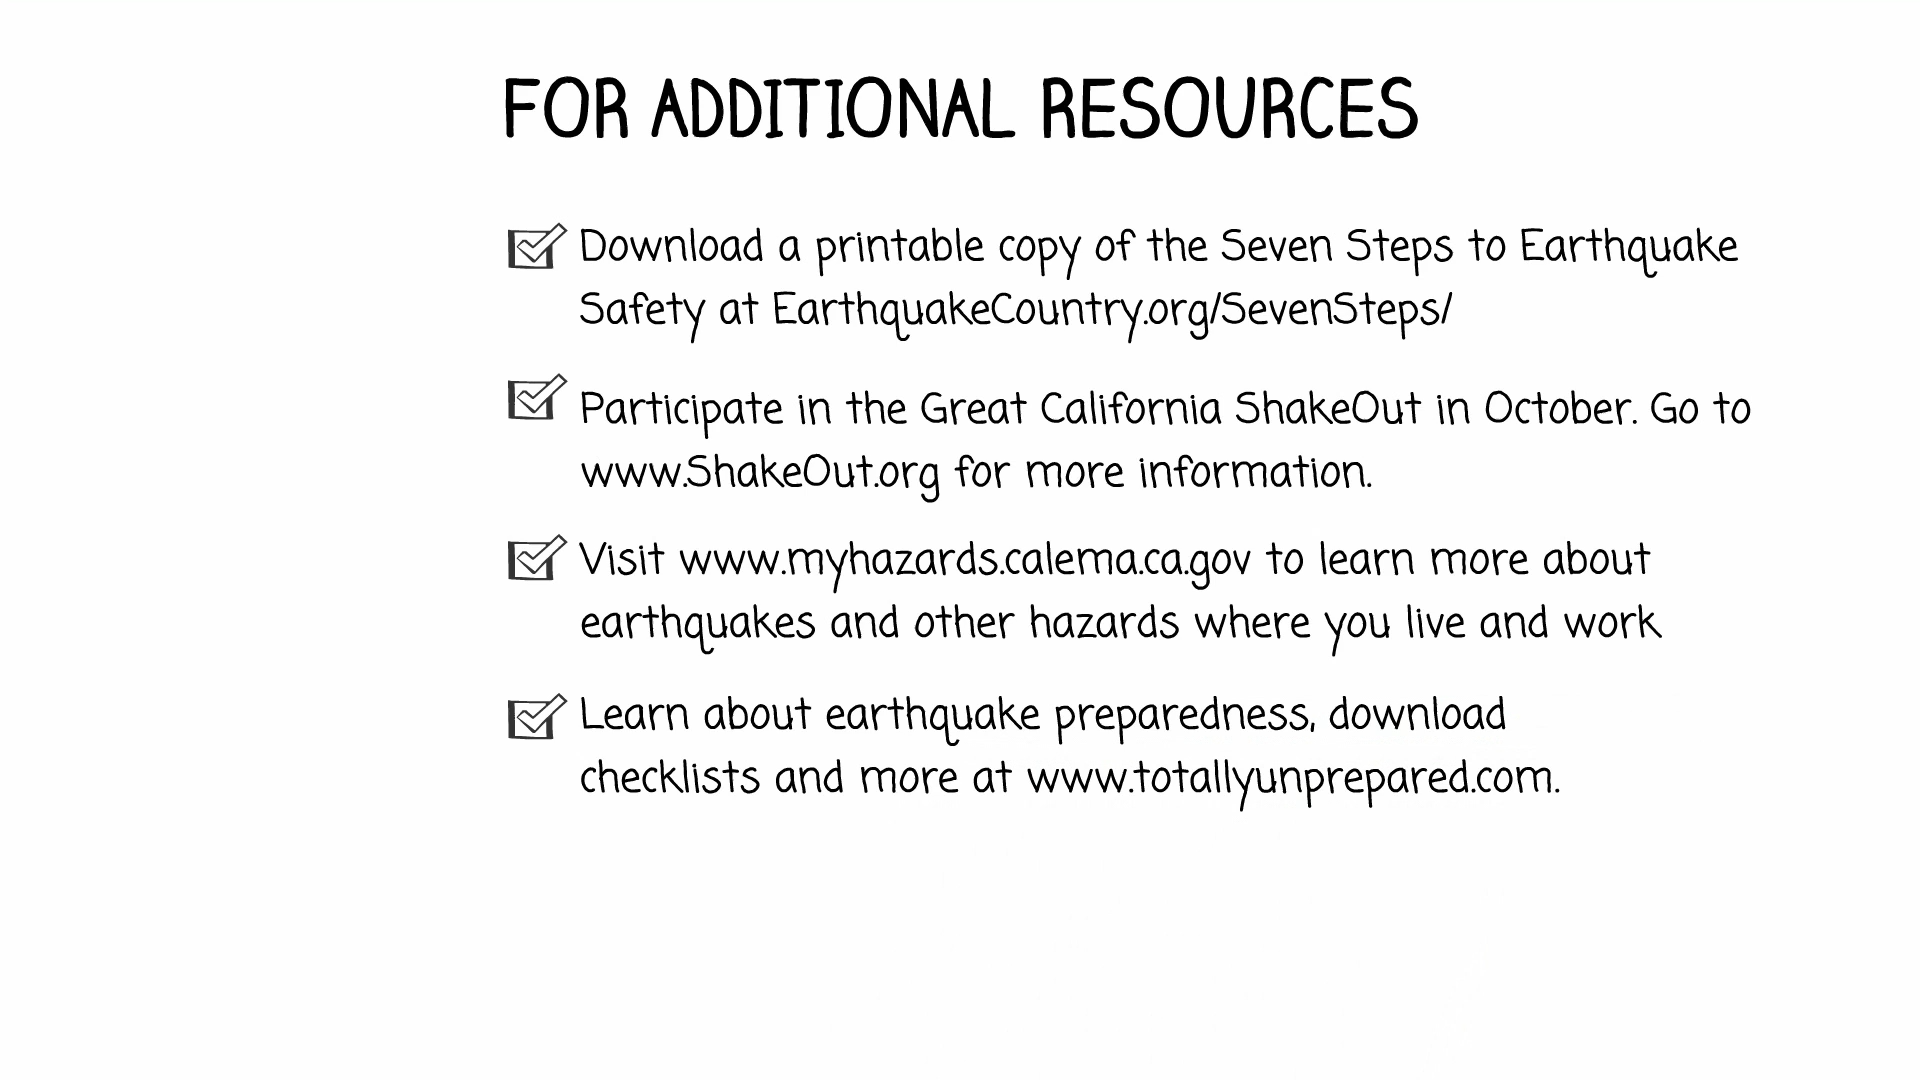 FOR ADDITIONAL RESOURCES
Download a printable copy of the Seven Steps to Earthquake
Safety at EarthquakeCountry.org/SevenSteps/
Participate in the Great California ShakeOut in October. Go to
www.ShakeOut.org for more information.
Visit www.myhazards.calema.ca.gov to learn more about
earthquakes and other hazards where you live and work
Learn about earthquake preparedness, download
checklists and more at www.totallyunprepared.com.